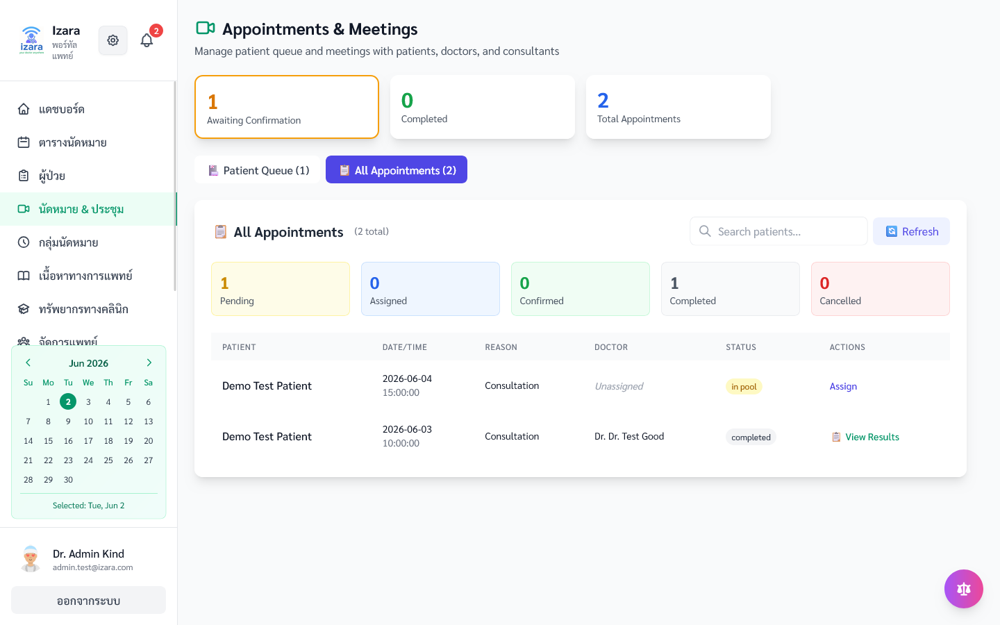 izara
Izara
พอร์ทัล
แพทย์
2
แดชบอร์ด
ตารางนัดหมาย
ผู้ป่วย
นัดหมาย & ประชุม
กลุ่มนัดหมาย
เนื้อหาทางการแพทย์
ทรัพยากรทางคลินิก
จัดการแพทย์
Jun 2026
Su Mo Tu We Th Fr Sa
1 2 3 4 5 6
7 8 9 10 11 12 13
14 15 16 17 18 19 20
21 22 23 24 25 26 27
28 29 30
Selected: Tue, Jun 2
Dr. Admin Kind
admin.test@izara.com
ออกจากระบบ
Appointments & Meetings
Manage patient queue and meetings with patients, doctors, and consultants
1
Awaiting Confirmation
0
Completed
2
Total Appointments
Patient Queue (1)
All Appointments (2)
All Appointments (2 total)
Search patients...
Refresh
1
Pending
0
Assigned
0
Confirmed
1
Completed
0
Cancelled
PATIENT DATE/TIME REASON DOCTOR STATUS ACTIONS
Demo Test Patient 2026-06-04 15:00:00 Consultation Unassigned in pool Assign
Demo Test Patient 2026-06-03 10:00:00 Consultation Dr. Dr. Test Good completed View Results